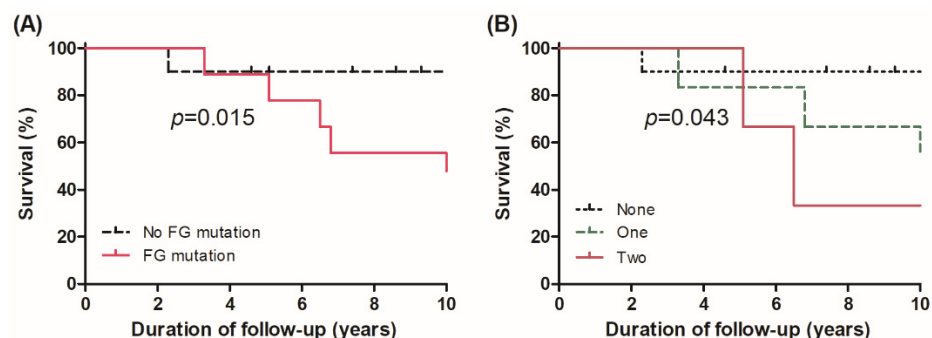 (A)
100
80
60
40
20
0
Survival (%)
p=0.015
No FG mutation
FG mutation
0 2 4 6 8 10
Duration of follow-up (years)
(B)
100
80
60
40
20
0
Survival (%)
p=0.043
None
One
Two
0 2 4 6 8 10
Duration of follow-up (years)